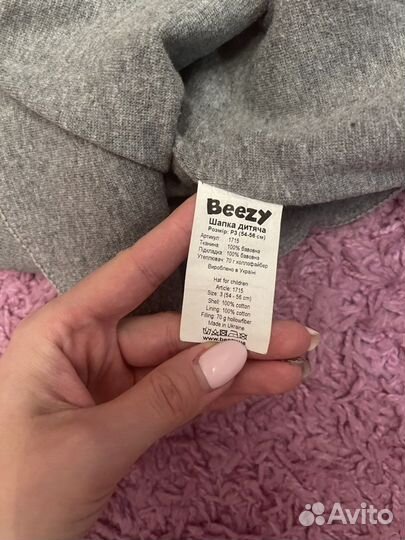 Beezy
Шапка дитяча
Розмір: Р3 (54-56 см)
Артикул: 1715
Тканина: 100% бавовна
Підкладка: 100% бавовна
Утеплювач: 70 г холлофайбер
Вироблено в Україні
Hat for children
Article: 1715
Size: 3 (54 - 56 cm)
Shell: 100% cotton
Lining: 100% cotton
Filling: 70 g hollowfiber
Made in Ukraine
Avito